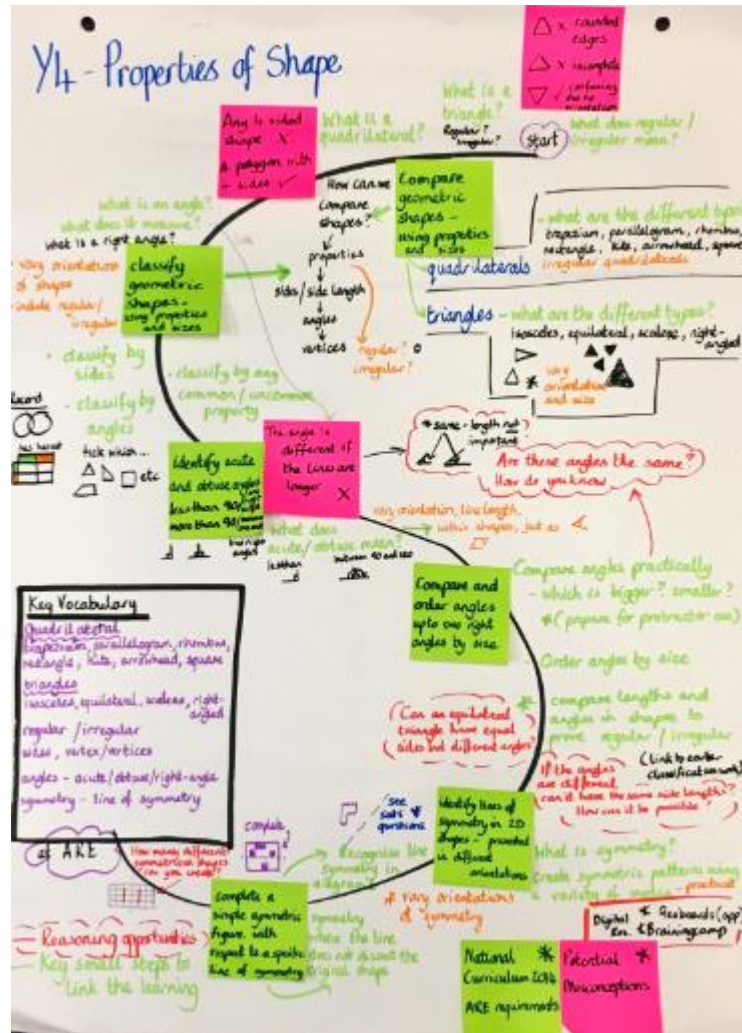 Y4 - Properties of Shape
△ x rounded
edges
△ x incomplete
▽ ✓
start
What does regular /
irregular mean?
What is a
triangle?
Regular?
Irregular?
What is a
quadrilateral?
Any 4 sided
shape X
A polygon with
4 sides ✓
Compare
geometric
shapes -
using properties
and sizes
How can we
compare
shapes?
properties
sides/side length
angles
vertices
regular?
irregular?
quadrilaterals
- what are the different types?
trapezium, parallelogram, rhombus,
rectangle, kite, arrowhead, square
irregular quadrilaterals
triangles - what are the different types?
isosceles, equilateral, scalene, right-
angled
* vary
orientation
and size
What is an angle?
What does it measure?
What is a right angle?
vary orientation
of shapes
include regular/
irregular
classify
geometric
shapes -
using properties
and sizes
• classify by
sides
• classify by
angles
• classify by any
common/uncommon
property
tick which...
etc
identify acute
and obtuse angles
less than 90
more than 90
The angle is
different if
the lines are
longer X
What does
acute/obtuse mean?
less than
between 90 and 180
* same - length not
important
Are these angles the same?
How do you know
vary orientation, line length,
within shapes, just as
Compare and
order angles
upto two right
angles by size
Compare angles practically
- which is bigger? smaller?
* (prepare for protractor use)
- Order angles by size
* compare lengths and
angles in shapes to
prove regular / irregular
(Link to earlier
classification work)
Can an equilateral
triangle have equal
sides but different angles?
If the angles
are different,
can it have the same side length?
How can it be possible?
Key Vocabulary
Quadrilateral
trapezium, parallelogram, rhombus,
rectangle, kite, arrowhead, square
triangles
isosceles, equilateral, scalene, right-
angled
regular / irregular
sides, vertex/vertices
angles - acute/obtuse/right-angle
symmetry - line of symmetry
identify lines of
symmetry in 2D
shapes - presented
in different
orientations
see
sats *
questions
What is symmetry?
Create symmetric patterns using
a variety of media
- practical
Digital * Geoboards (app)
* Brainingcamp
* vary orientations
of symmetry
Recognise line
symmetry in
diagrams
complete
complete a
simple symmetric
figure with
respect to a specific
line of symmetry
symmetry
where the line
does not dissect the
original shape
ARE
How many different
symmetrical shapes
can you create?
Reasoning opportunities
Key small steps to
link the learning
National *
Curriculum 2014
ARE requirements
Potential *
Misconceptions